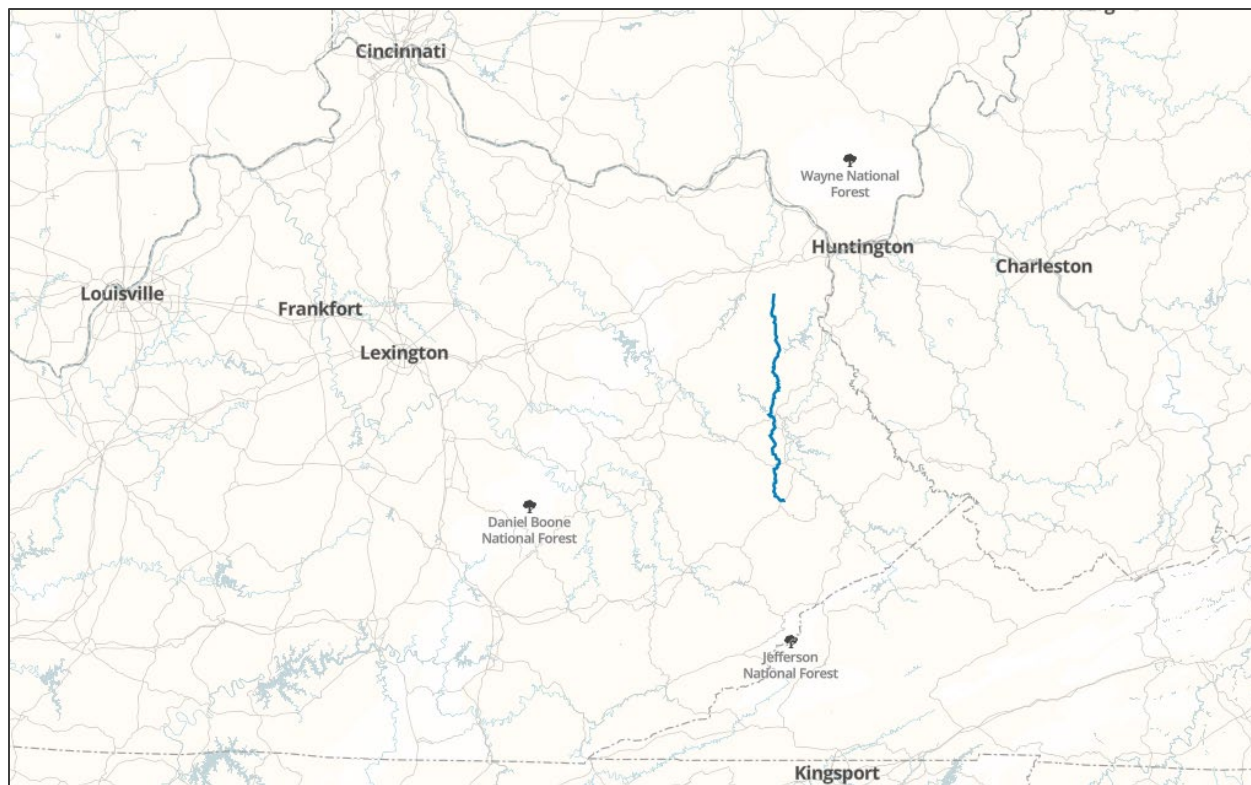 Cincinnati
Wayne National
Forest
Huntington
Charleston
Louisville
Frankfort
Lexington
Daniel Boone
National Forest
Jefferson
National Forest
Kingsport